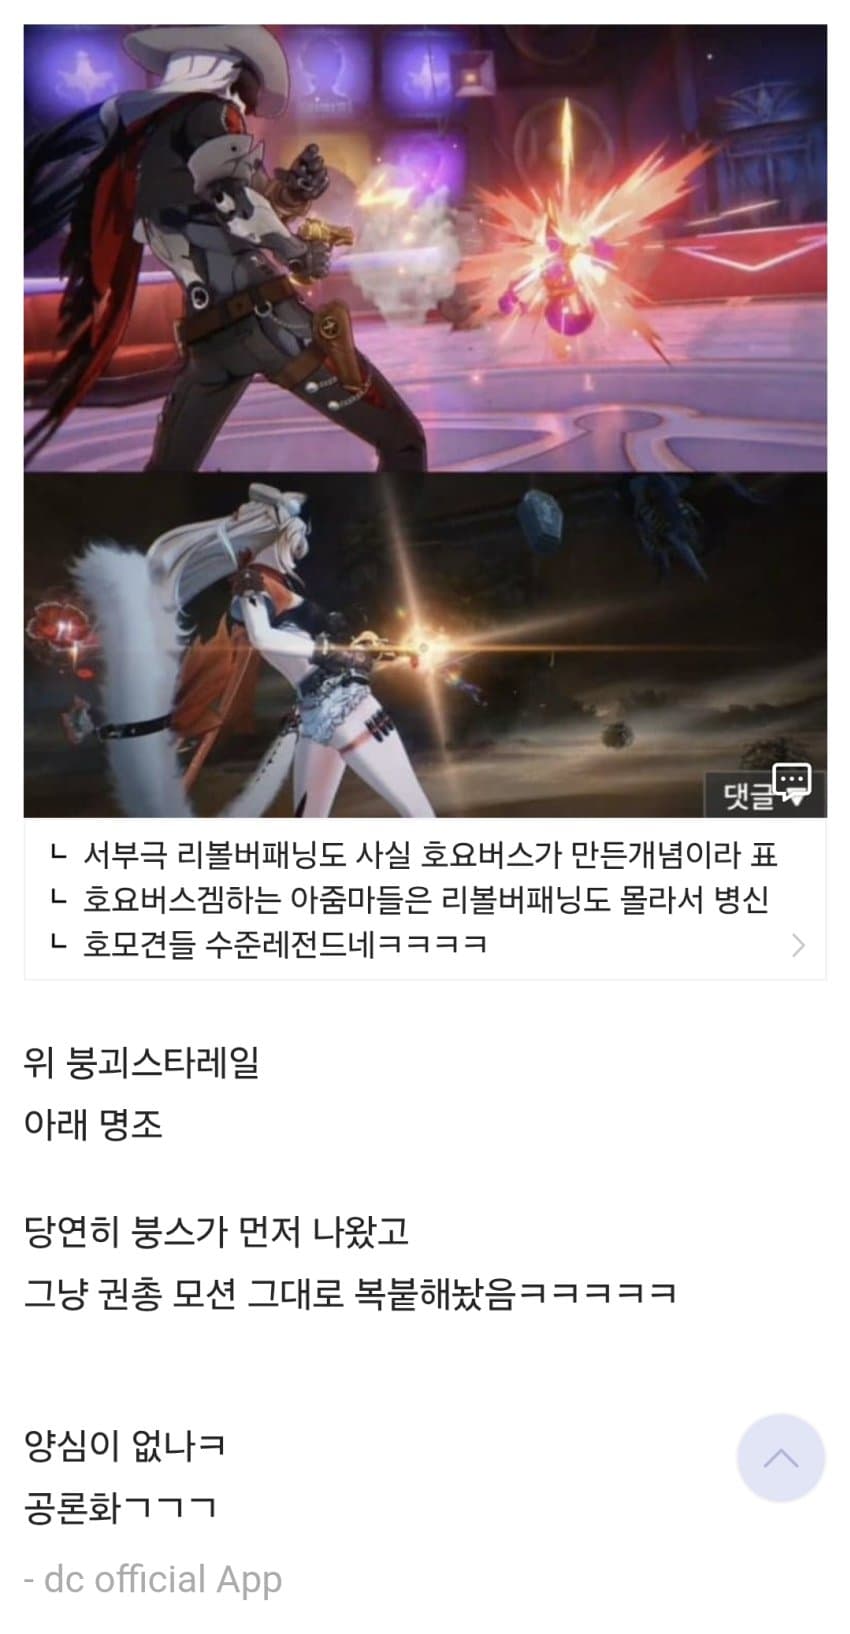 댓글
ㄴ 서부극 리볼버패닝도 사실 호요버스가 만든개념이라 표
ㄴ 호요버스겜하는 아줌마들은 리볼버패닝도 몰라서 병신
ㄴ 호모견들 수준레전드네ㅋㅋㅋㅋ
위 붕괴스타레일
아래 명조
당연히 붕스가 먼저 나왔고
그냥 권총 모션 그대로 복붙해놨음ㅋㅋㅋㅋㅋ
양심이 없나ㅋ
공론화ㄱㄱㄱ
- dc official App